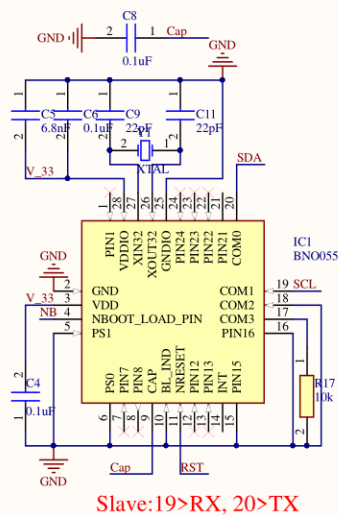 C8
GND 2 1 Cap
0.1uF GND
1 1 1 1
C5 C6 C9 C11
6.8nF 0.1uF 22pF 22pF
2 2 2 2
2 1
XTAL
V_33 SDA
1 28 27 26 25 24 23 22 21 20
PIN1 VDDIO XIN32 XOUT32 GNDIO PIN24 PIN23 PIN22 PIN21 COM0
IC1
BNO055
GND
2 GND COM1 19 SCL
V_33 3 VDD COM2 18
NB 4 NBOOT_LOAD_PIN COM3 17
5 PS1 PIN16 16
PS0 PIN7 PIN8 CAP BL_IND NRESET PIN12 PIN13 INT PIN15
6 7 8 9 10 11 12 13 14 15
2 C4 0.1uF 1
1 R17 10k 2
GND Cap RST
Slave:19>RX, 20>TX